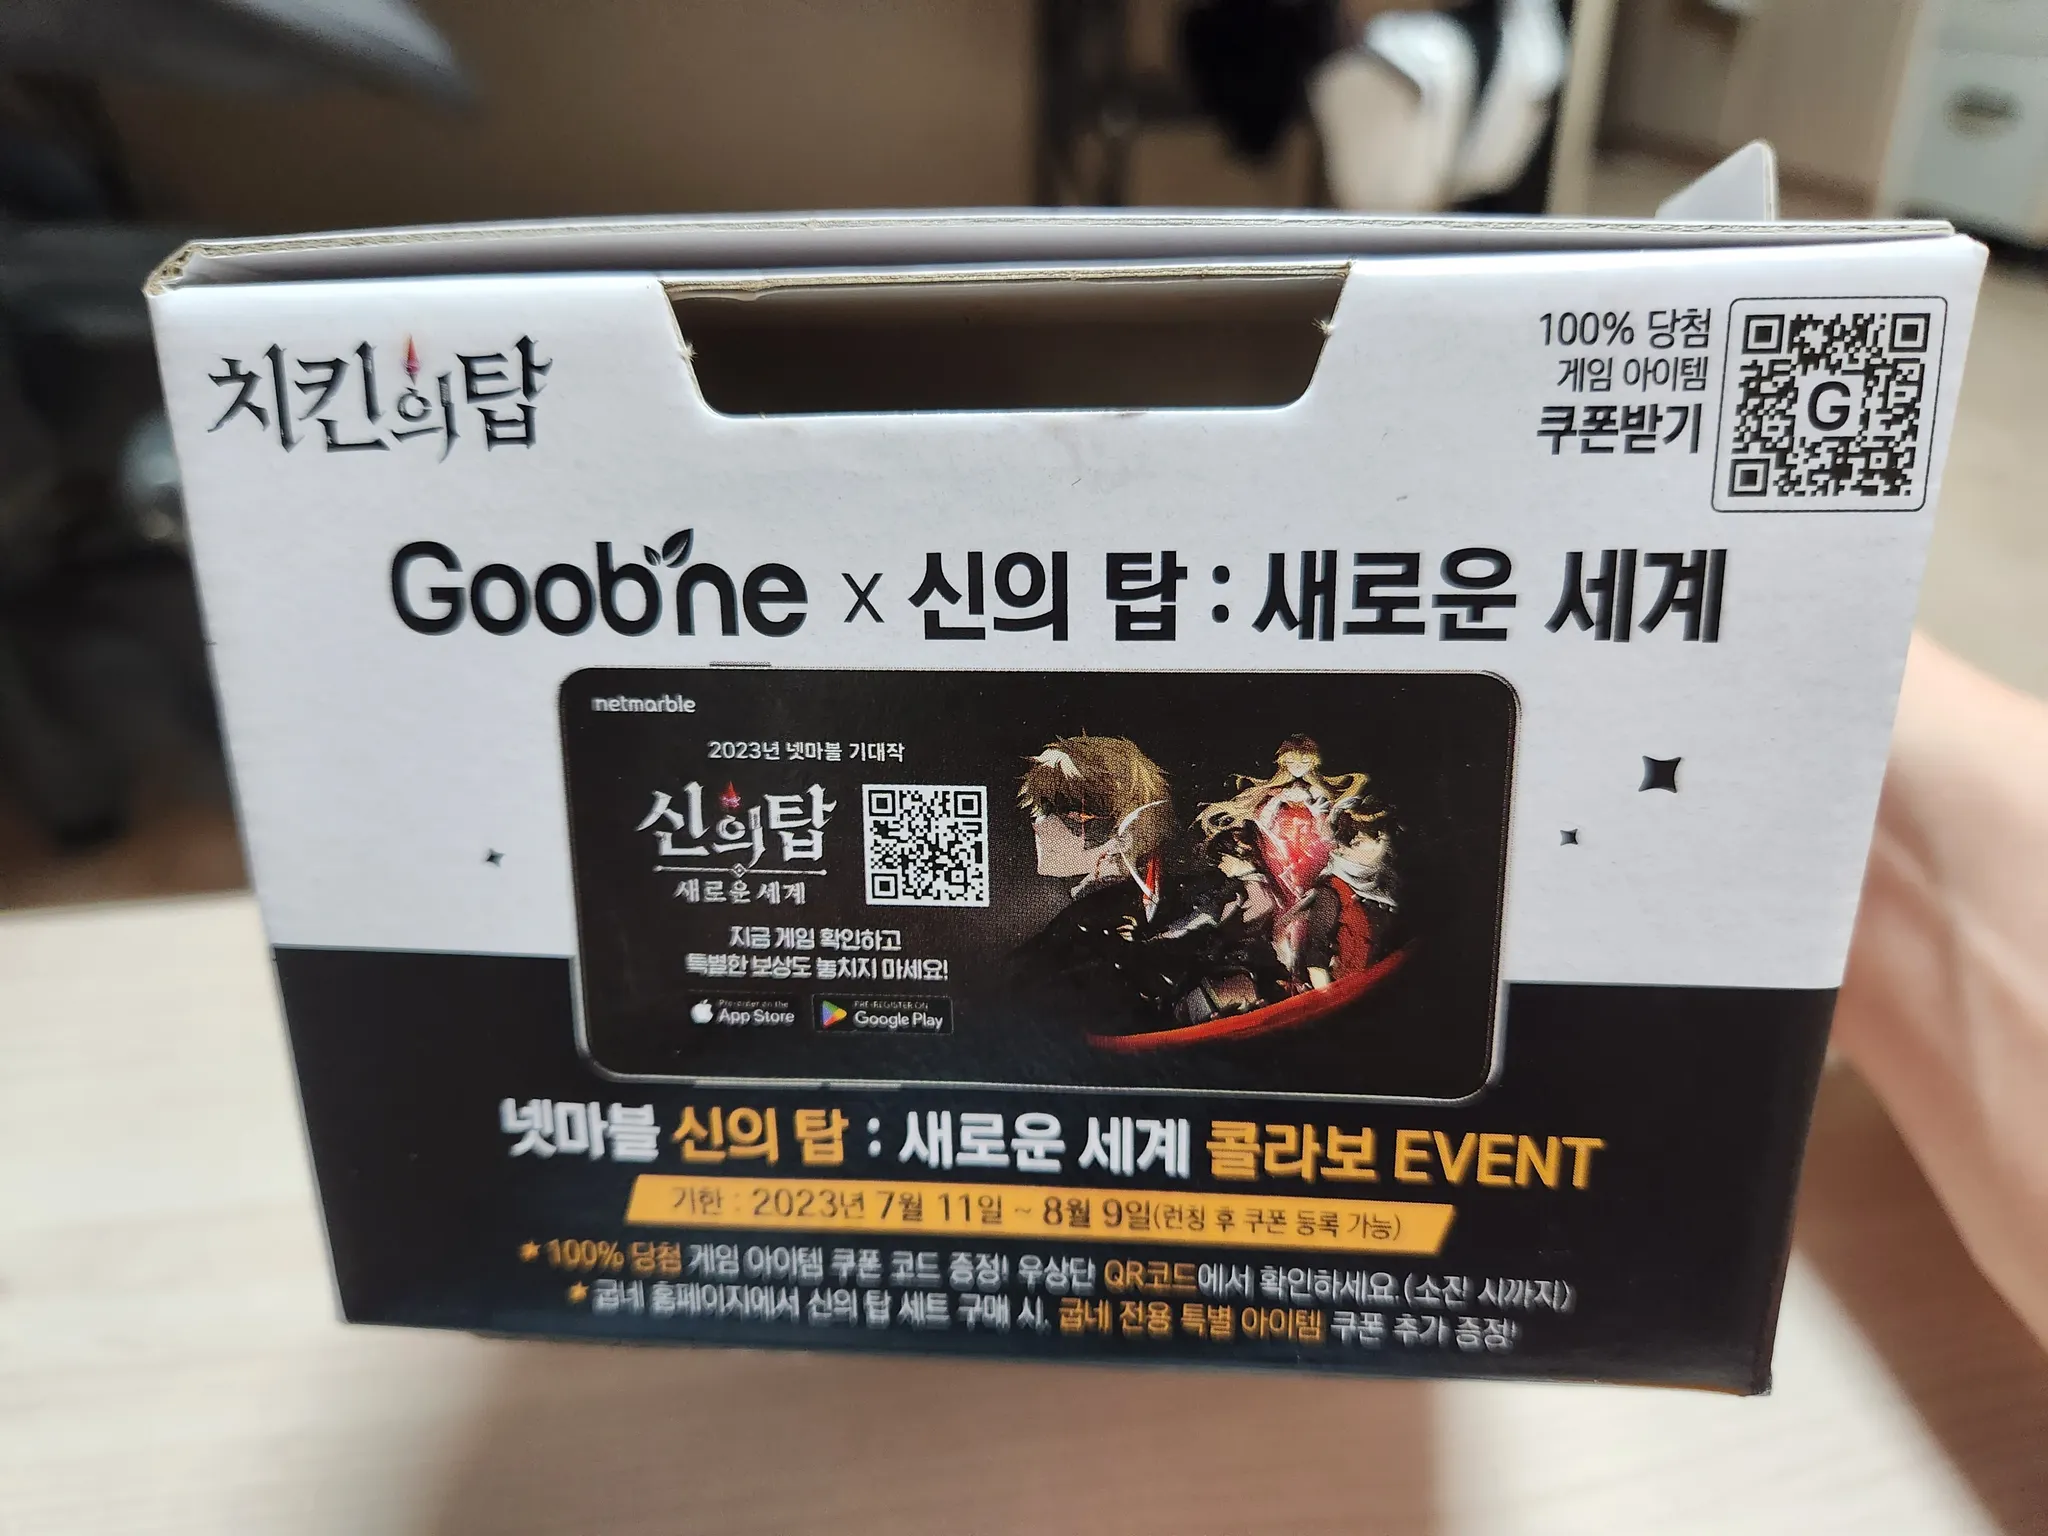 치킨의탑
100% 당첨
게임 아이템
쿠폰받기
G
Goobne x 신의 탑 : 새로운 세계
netmarble
2023년 넷마블 기대작
신의탑
새로운 세계
지금 게임 확인하고
특별한 보상도 놓치지 마세요!
Pre-order on the
App Store
PRE-REGISTER ON
Google Play
넷마블 신의 탑 : 새로운 세계 콜라보 EVENT
기한 : 2023년 7월 11일 ~ 8월 9일(런칭 후 쿠폰 등록 가능)
★100% 당첨 게임 아이템 쿠폰 코드 증정! 우상단 QR코드에서 확인하세요 (소진 시까지)
★ 굽네 홈페이지에서 신의 탑 세트 구매 시, 굽네 전용 특별 아이템 쿠폰 추가 증정!